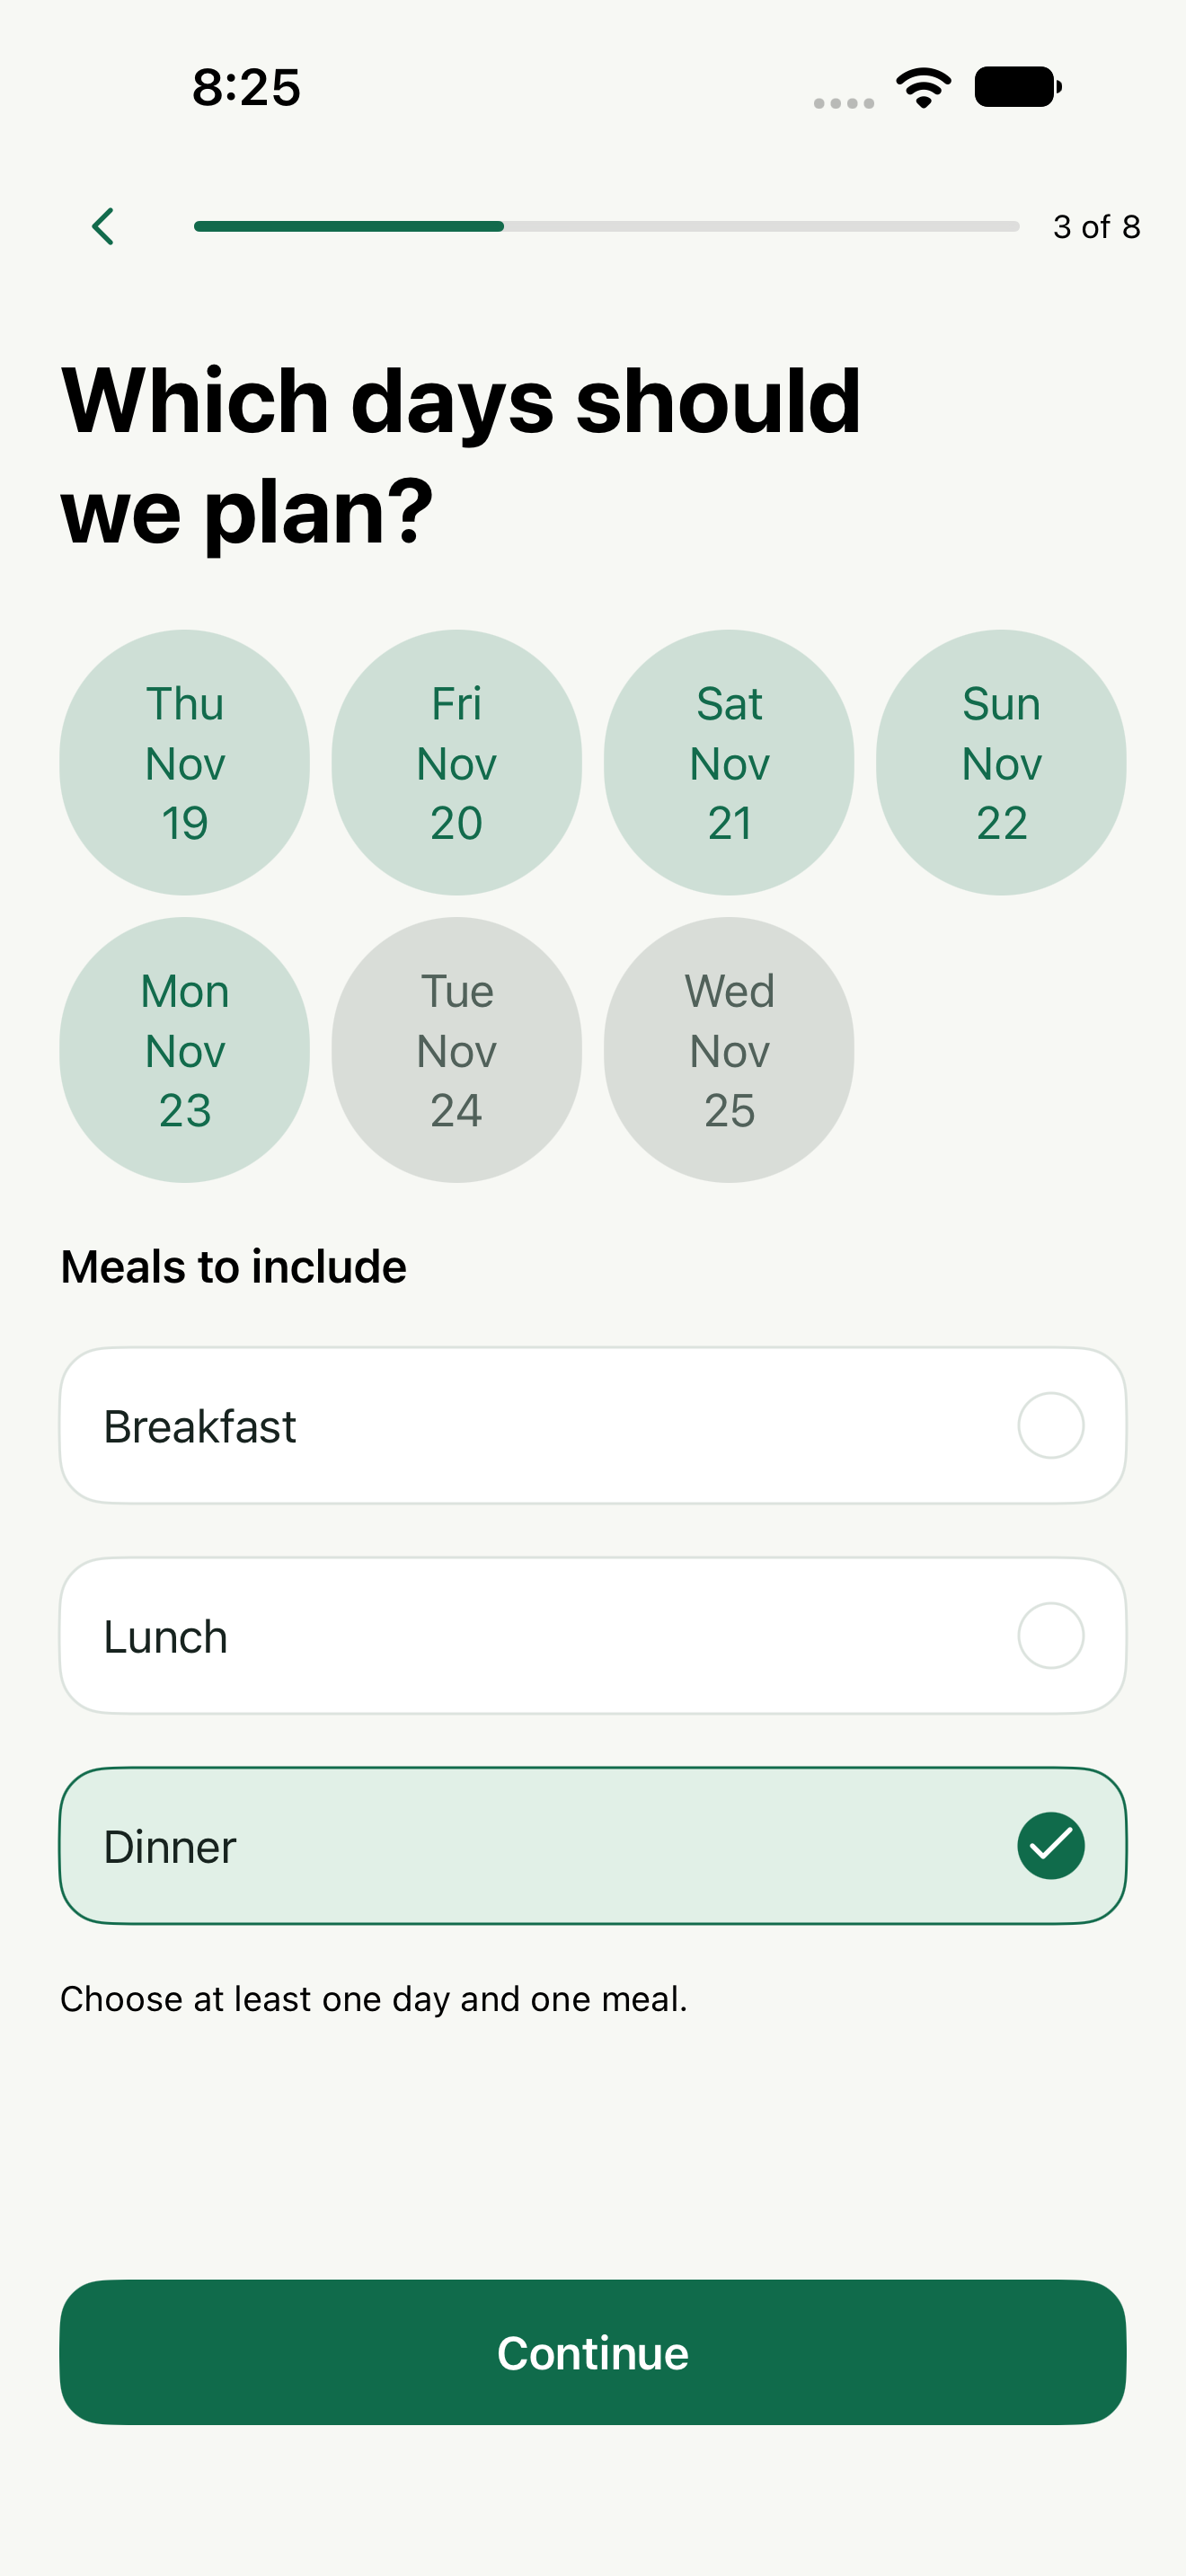 8:25
3 of 8
Which days should
we plan?
Thu
Nov
19
Fri
Nov
20
Sat
Nov
21
Sun
Nov
22
Mon
Nov
23
Tue
Nov
24
Wed
Nov
25
Meals to include
Breakfast
Lunch
Dinner
Choose at least one day and one meal.
Continue